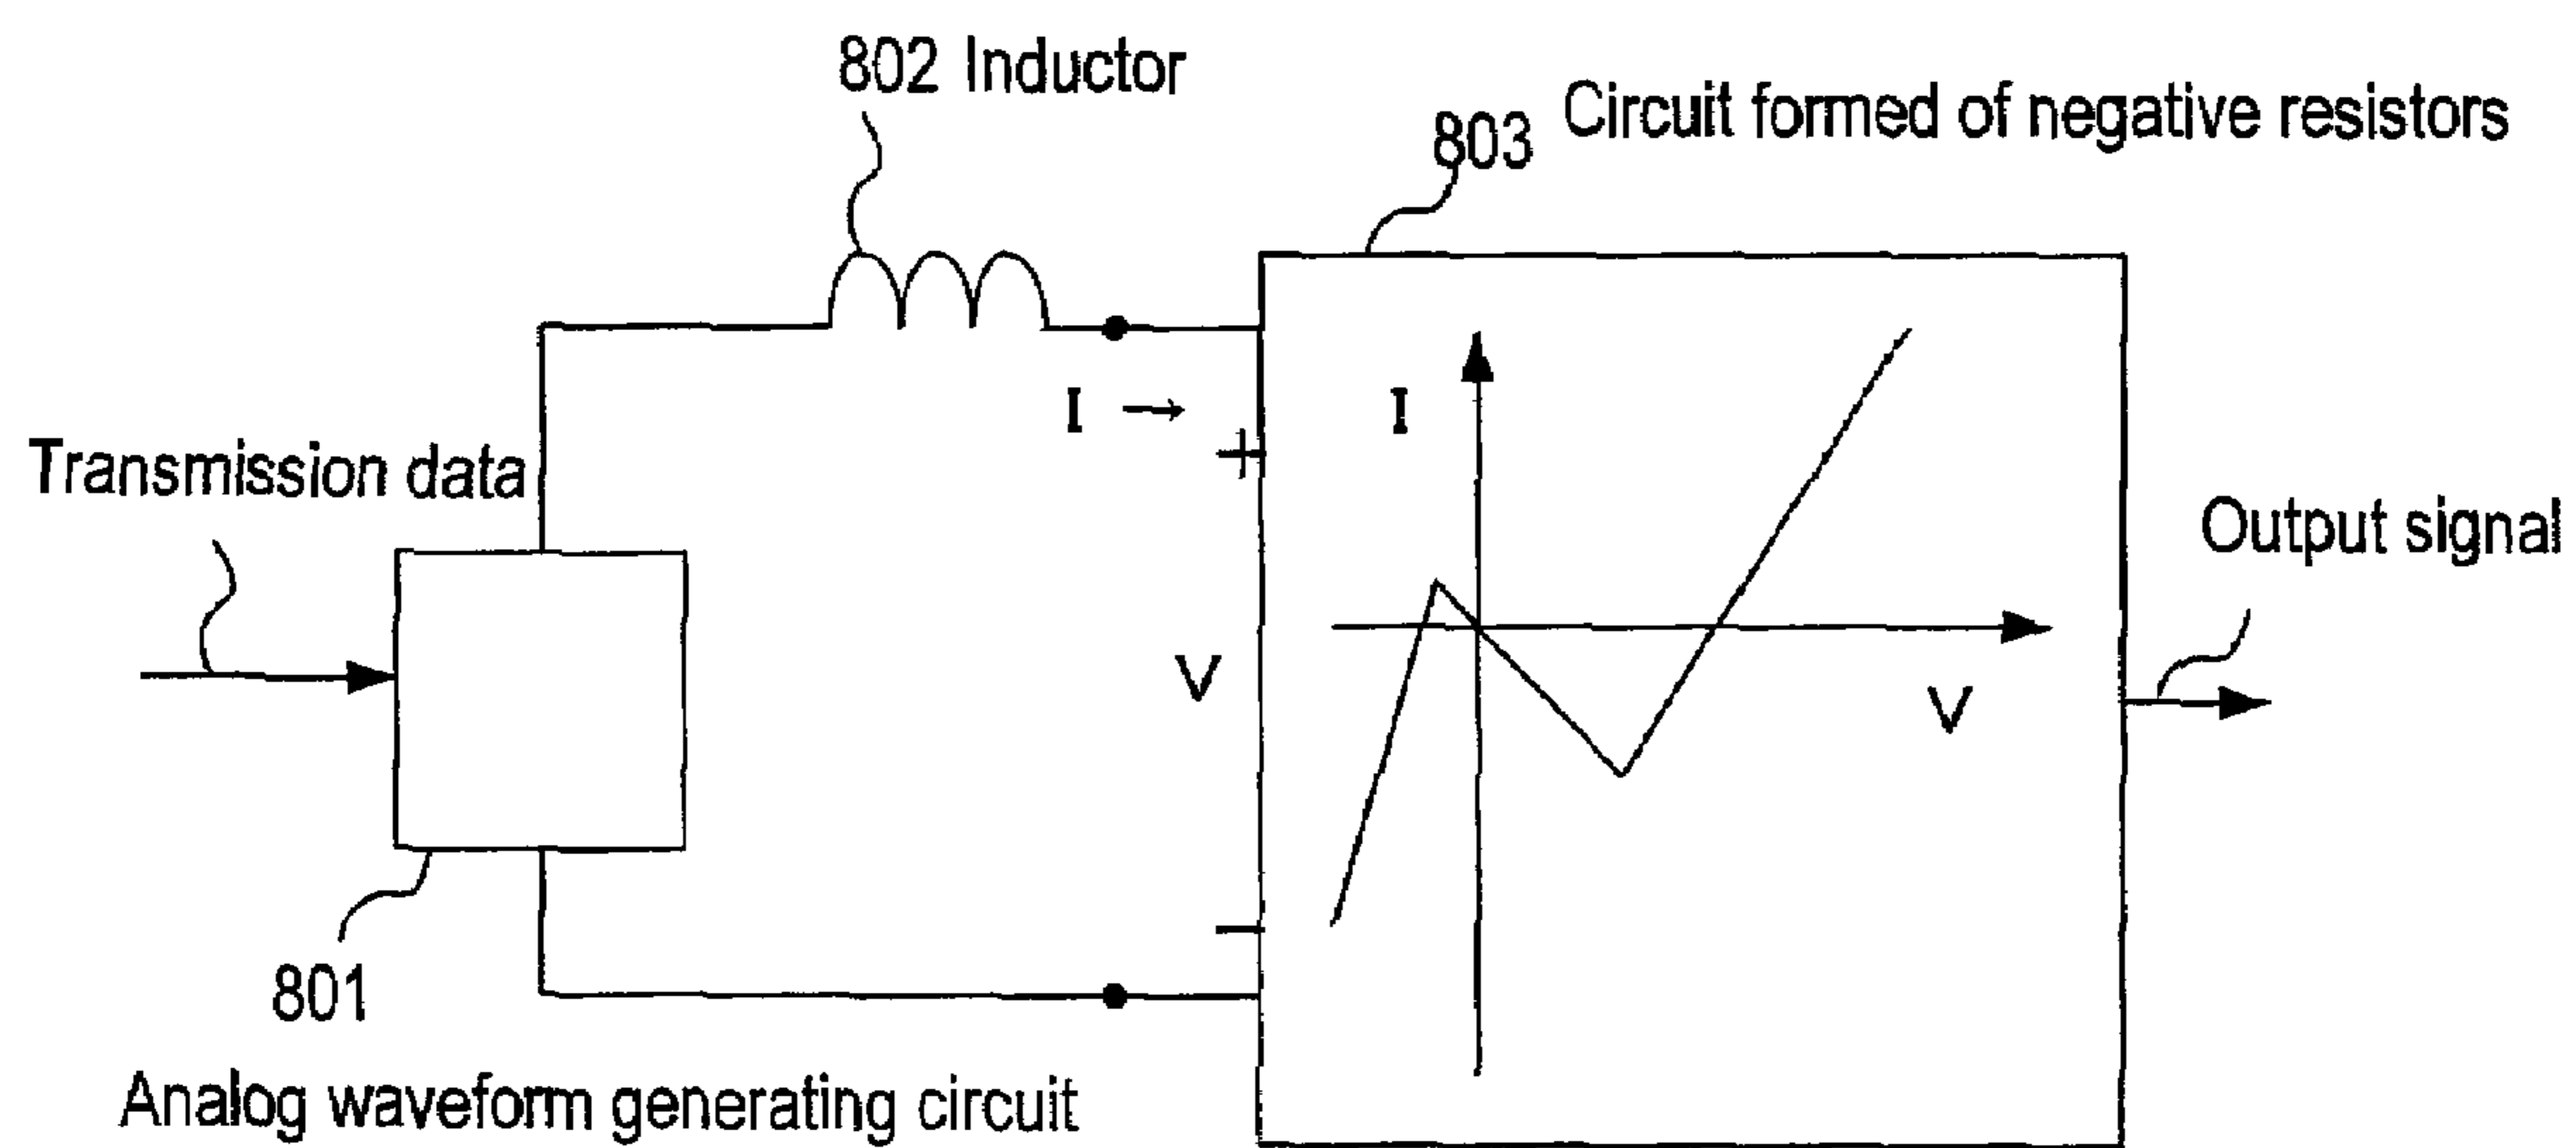 802 Inductor
803 Circuit formed of negative resistors
I →
+
I
Transmission data
Output signal
V
V
−
801
Analog waveform generating circuit